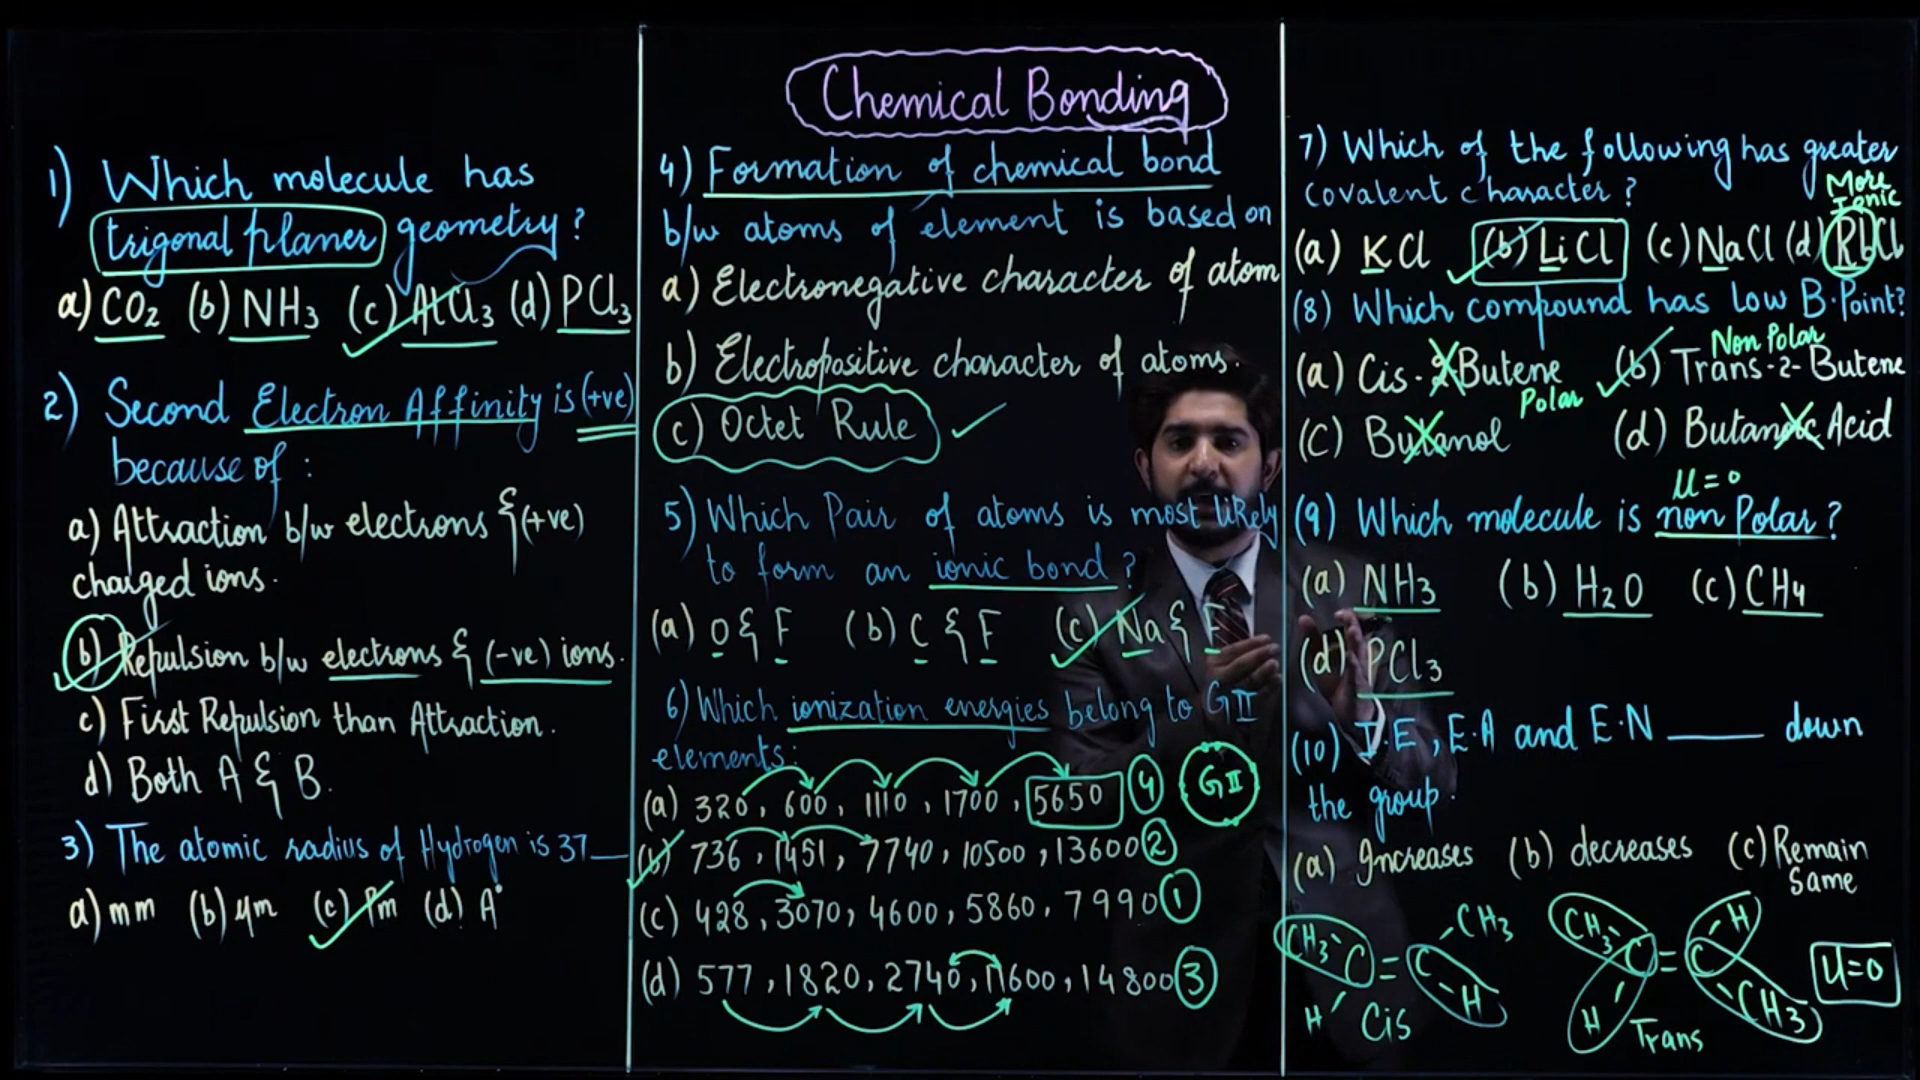 Chemical Bonding
1) Which molecule has
trigonal planer geometry?
a) CO2 (b) NH3 (c) AlCl3 (d) PCl3
2) Second Electron Affinity is (+ve)
because of :
a) Attraction b/w electrons & (+ve)
charged ions.
b) Repulsion b/w electrons & (-ve) ions.
c) First Repulsion than Attraction.
d) Both A & B.
3) The atomic radius of Hydrogen is 37__
a) mm (b) μm (c) Pm (d) A°
4) Formation of chemical bond
b/w atoms of element is based on
a) Electronegative character of atom
b) Electropositive character of atoms.
c) Octet Rule
5) Which Pair of atoms is most likely
to form an ionic bond?
(a) O & F (b) C & F (c) Na & F
6) Which ionization energies belong to GII
elements:
(a) 320, 600, 1110, 1700, 5650 4 GII
(b) 736, 1451, 7740, 10500, 13600 2
(c) 428, 3070, 4600, 5860, 7990 1
(d) 577, 1820, 2740, 11600, 14800 3
7) Which of the following has greater
covalent character?
More
Ionic
(a) KCl (b) LiCl (c) NaCl (d) RbCl
(8) Which compound has low B.Point?
Non Polar
(a) Cis-2-Butene (b) Trans-2-Butene
Polar
(C) Butanol (d) Butanoic Acid
μ=0
(9) Which molecule is non Polar?
(a) NH3 (b) H2O (c) CH4
(d) PCl3
(10) I.E, E.A and E.N ____ down
the group.
(a) Increases (b) decreases (c) Remain
Same
CH3 C = C CH3 CH3 C = C H
H H H CH3
Cis Trans
μ=0